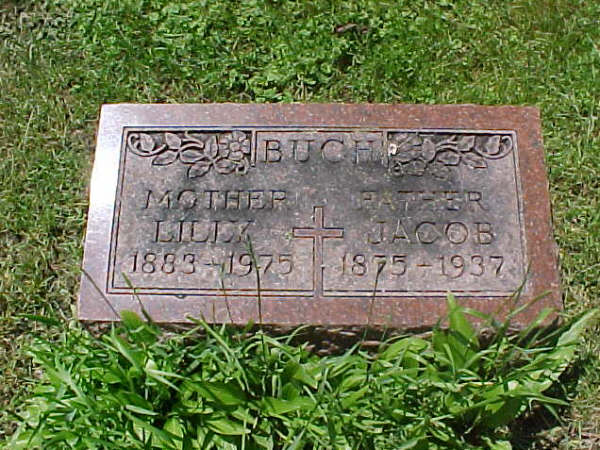 BUCH
MOTHER FATHER
LILLY JACOB
1883-1975 1875-1937